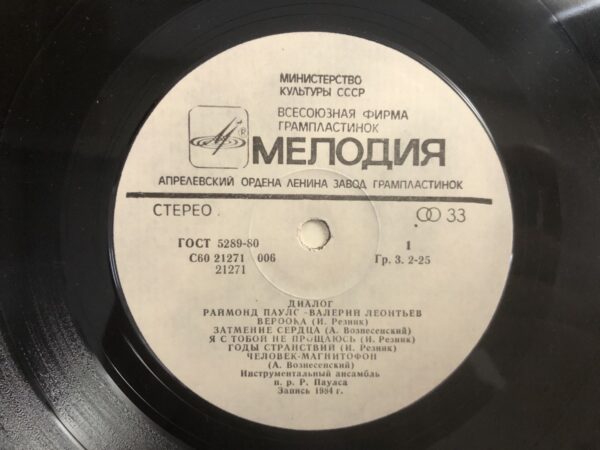 МИНИСТЕРСТВО
КУЛЬТУРЫ СССР
ВСЕСОЮЗНАЯ ФИРМА
ГРАМПЛАСТИНОК
®
МЕЛОДИЯ
АПРЕЛЕВСКИЙ ОРДЕНА ЛЕНИНА ЗАВОД ГРАМПЛАСТИНОК
СТЕРЕО
33
ГОСТ 5289-80
1
С60 21271 006
Гр. 3. 2-25
21271
ДИАЛОГ
РАЙМОНД ПАУЛС - ВАЛЕРИЙ ЛЕОНТЬЕВ
ВЕРООКА (И. Резник)
ЗАТМЕНИЕ СЕРДЦА (А. Вознесенский)
Я С ТОБОЙ НЕ ПРОЩАЮСЬ (И. Резник)
ГОДЫ СТРАНСТВИЙ (И. Резник)
ЧЕЛОВЕК-МАГНИТОФОН
(А. Вознесенский)
Инструментальный ансамбль
п. р. Р. Паулса
Запись 1984 г.